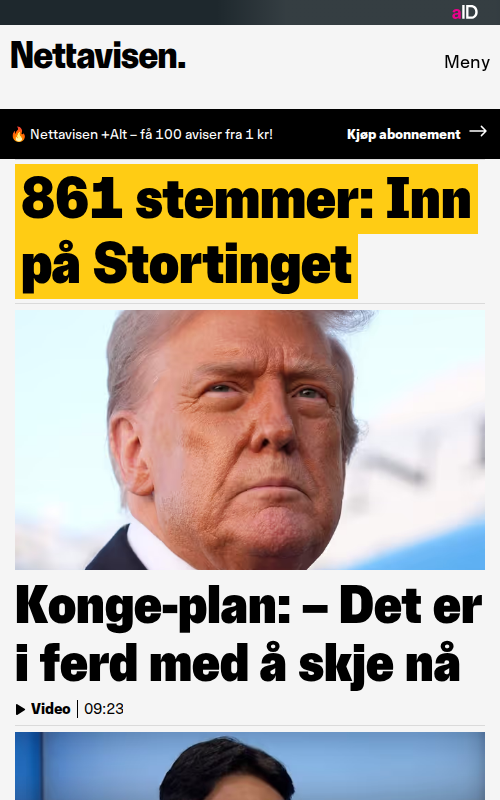 aID
Nettavisen.
Meny
🔥 Nettavisen +Alt – få 100 aviser fra 1 kr!
Kjøp abonnement →
861 stemmer: Inn
på Stortinget
Konge-plan: – Det er
i ferd med å skje nå
Video | 09:23